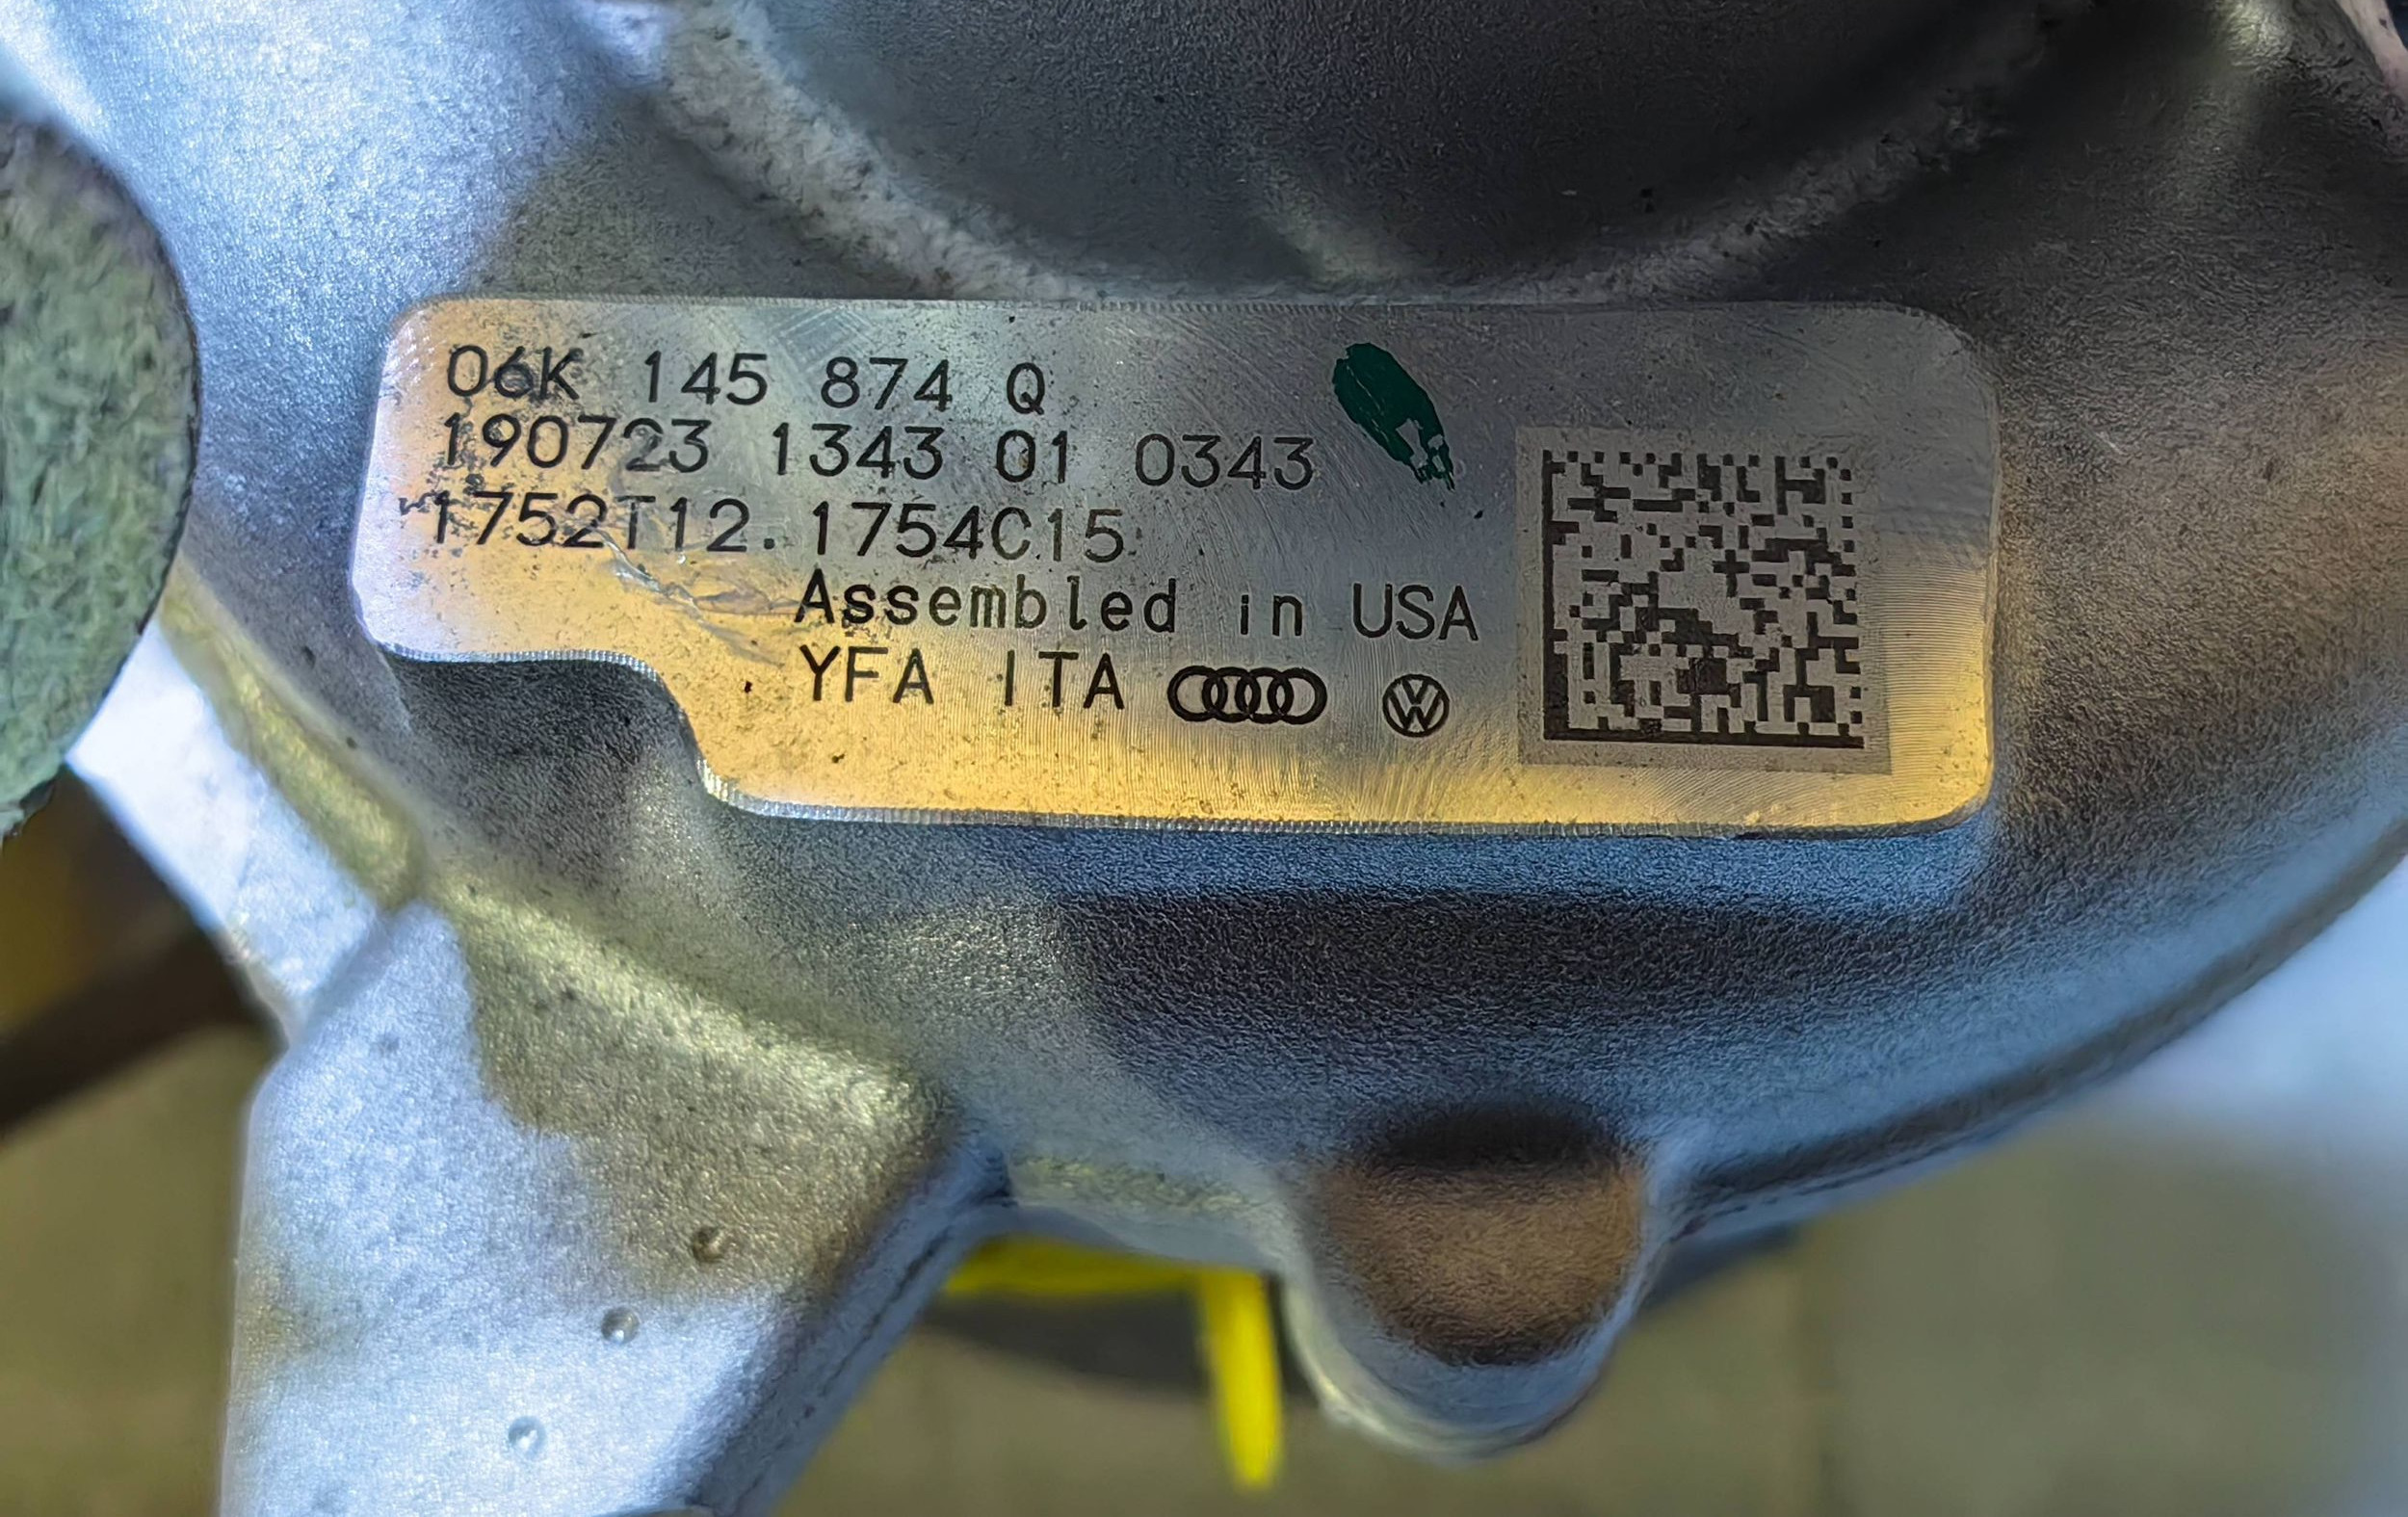 06K 145 874 Q
190723 1343 01 0343
1752T12. 1754C15
Assembled in USA
YFA ITA